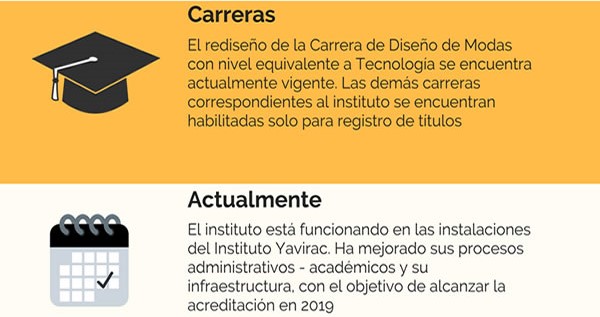 Carreras
El rediseño de la Carrera de Diseño de Modas
con nivel equivalente a Tecnología se encuentra
actualmente vigente. Las demás carreras
correspondientes al instituto se encuentran
habilitadas solo para registro de títulos
Actualmente
El instituto está funcionando en las instalaciones
del Instituto Yavirac. Ha mejorado sus procesos
administrativos - académicos y su
infraestructura, con el objetivo de alcanzar la
acreditación en 2019